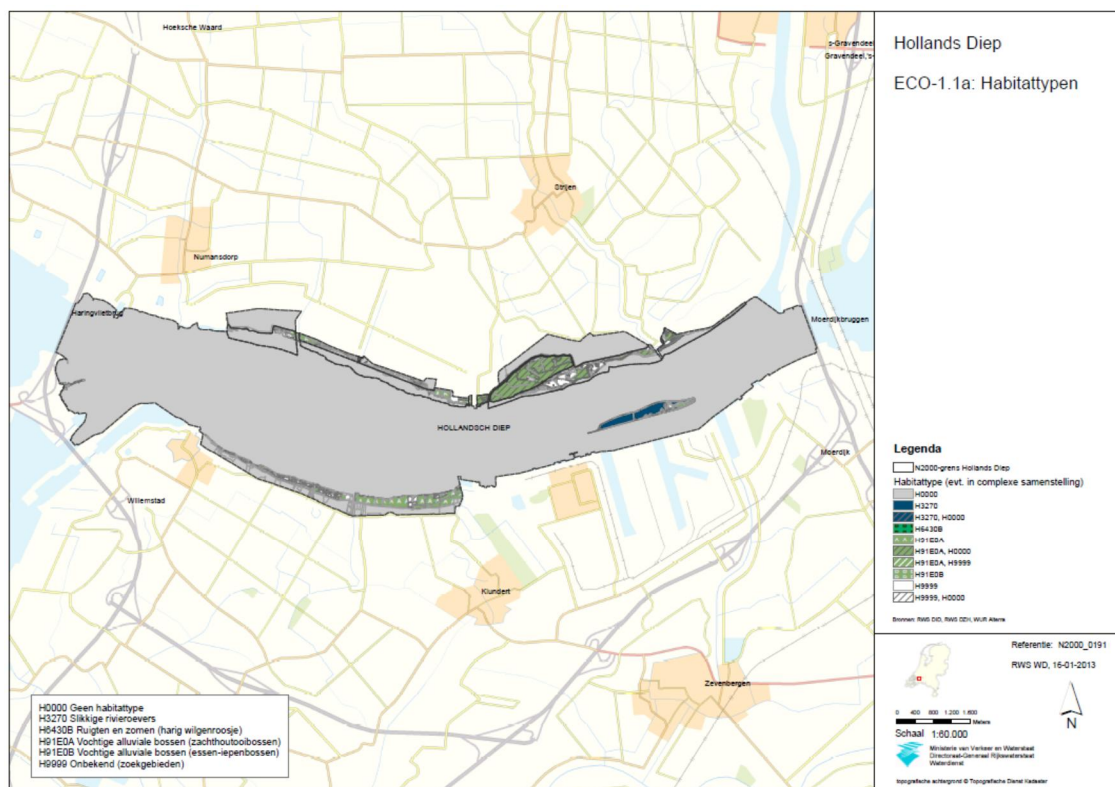 Hoeksche Waard
s-Gravendeel
Gravendeel,'s-
Hollands Diep
ECO-1.1a: Habitattypen
Strijen
Numansdorp
Haringvlietbrug
Moerdijkbruggen
HOLLANDSCH DIEP
Moerdijk
Willemstad
Klundert
Zevenbergen
Legenda
N2000-grens Hollands Diep
Habitattype (evt. in complexe samenstelling)
H0000
H3270
H3270, H0000
H6430B
H91E0A
H91E0A, H0000
H91E0A, H9999
H91E0B
H9999
H9999, H0000
Bronnen: RWS DID, RWS DZH, WUR Alterra
H0000 Geen habitattype
H3270 Slikkige rivieroevers
H6430B Ruigten en zomen (harig wilgenroosje)
H91E0A Vochtige alluviale bossen (zachthoutooibossen)
H91E0B Vochtige alluviale bossen (essen-iepenbossen)
H9999 Onbekend (zoekgebieden)
Referentie: N2000_0191
RWS WD, 16-01-2013
0 400 800 1.200 1.600
Meters
N
Schaal 1:60.000
Ministerie van Verkeer en Waterstaat
Directoraat-Generaal Rijkswaterstaat
Waterdienst
topografische achtergrond © Topografische Dienst Kadaster